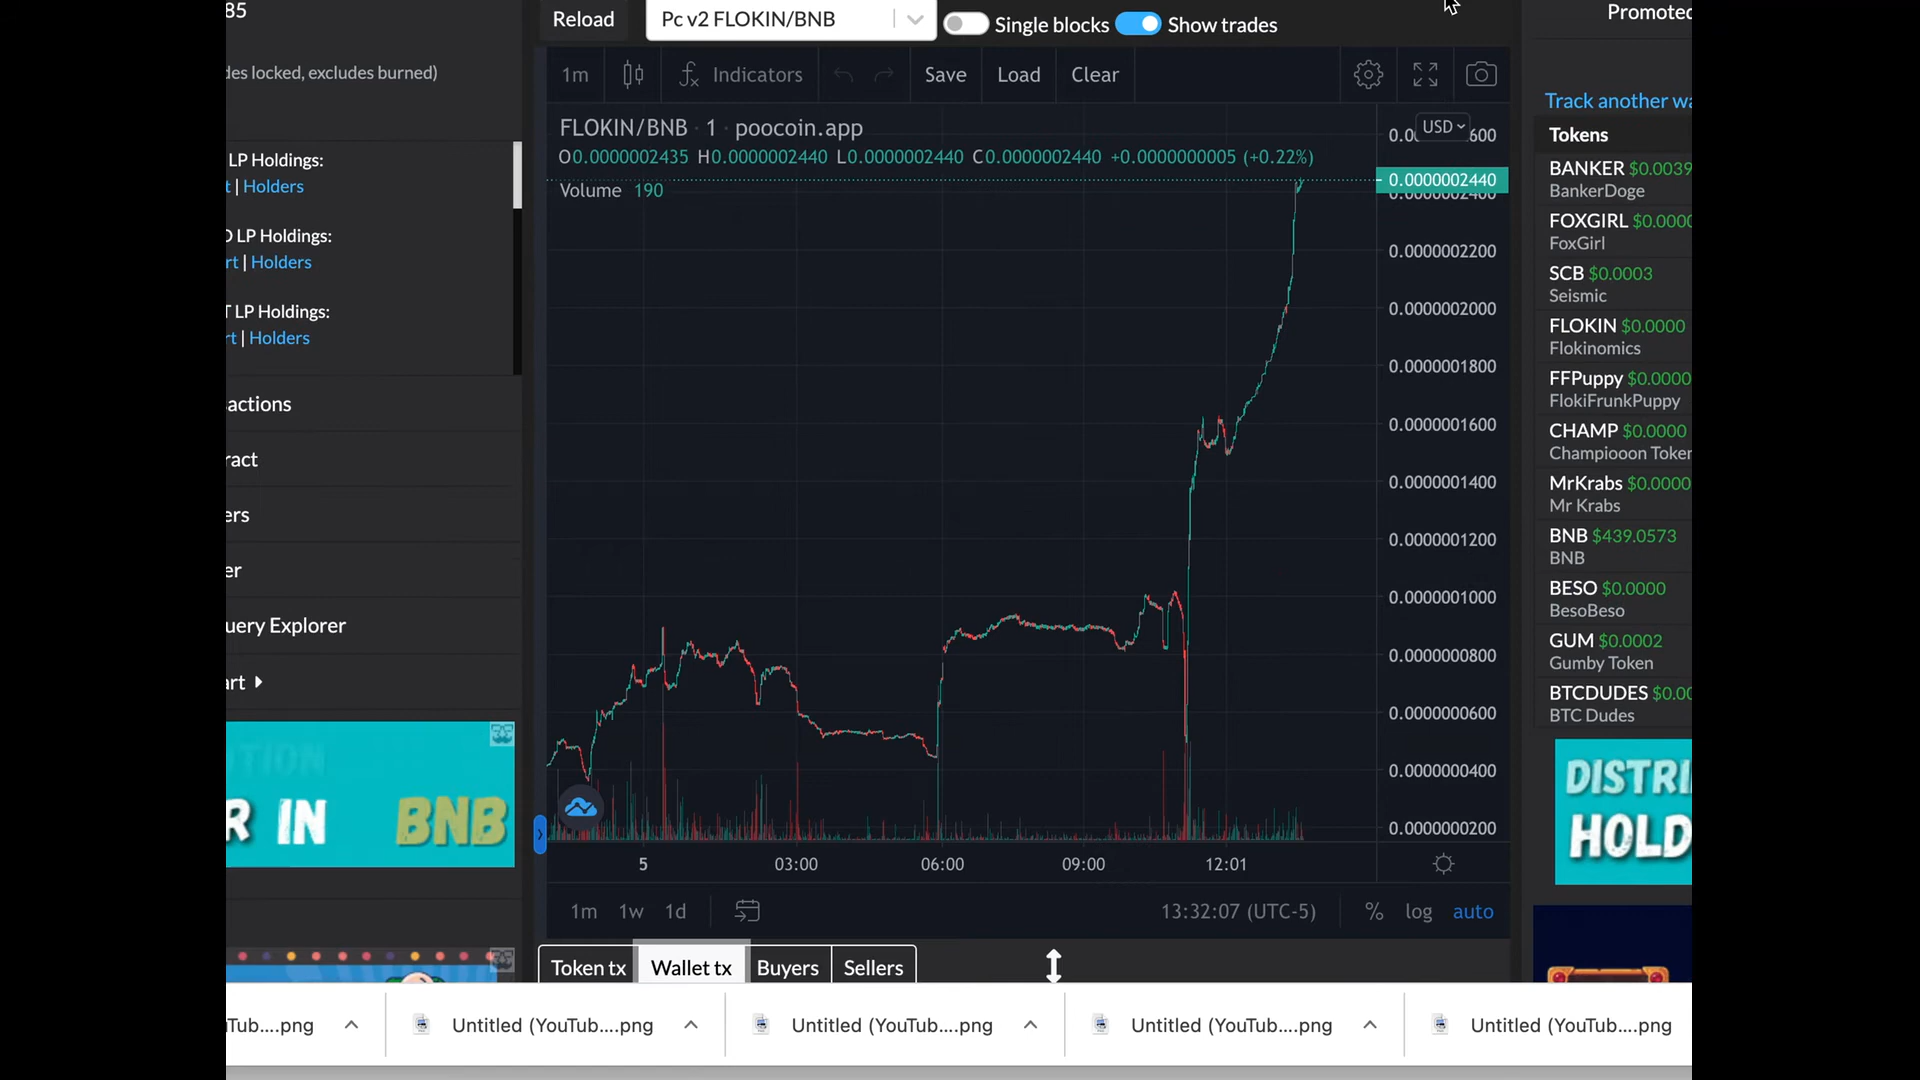 85
des locked, excludes burned)
LP Holdings:
t | Holders
D LP Holdings:
rt | Holders
T LP Holdings:
rt | Holders
sactions
ract
ers
er
uery Explorer
art
R IN BNB
Reload
Pc v2 FLOKIN/BNB
Single blocks
Show trades
1m
Indicators
Save
Load
Clear
FLOKIN/BNB · 1 · poocoin.app
O0.0000002435 H0.0000002440 L0.0000002440 C0.0000002440 +0.0000000005 (+0.22%)
Volume 190
USD
0.0000002440
0.0000002200
0.0000002000
0.0000001800
0.0000001600
0.0000001400
0.0000001200
0.0000001000
0.0000000800
0.0000000600
0.0000000400
0.0000000200
5 03:00 06:00 09:00 12:01
1m 1w 1d
13:32:07 (UTC-5)
% log auto
Token tx
Wallet tx
Buyers
Sellers
Promoted
Track another wa
Tokens
BANKER $0.0039
BankerDoge
FOXGIRL $0.0000
FoxGirl
SCB $0.0003
Seismic
FLOKIN $0.0000
Flokinomics
FFPuppy $0.0000
FlokiFrunkPuppy
CHAMP $0.0000
Championon Token
MrKrabs $0.0000
Mr Krabs
BNB $439.0573
BNB
BESO $0.0000
BesoBeso
GUM $0.0002
Gumby Token
BTCDUDES $0.00
BTC Dudes
DISTRI
HOLD
Tub....png
Untitled (YouTub....png
Untitled (YouTub....png
Untitled (YouTub....png
Untitled (YouTub....png